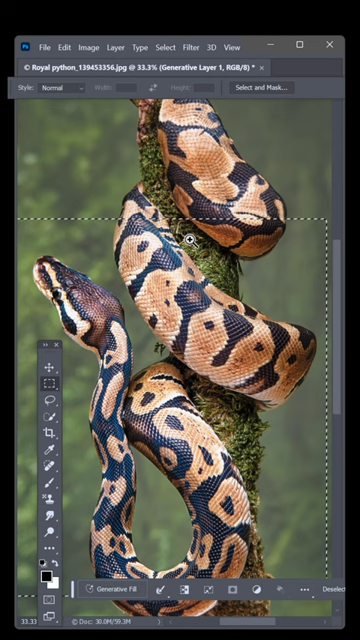 Ps File Edit Image Layer Type Select Filter 3D View
© Royal python_139453356.jpg @ 33.3% (Generative Layer 1, RGB/8) * ×
Style: Normal Width: Height: Select and Mask...
Generative Fill Deselect
33.33 © Doc: 30.0M/99.3M